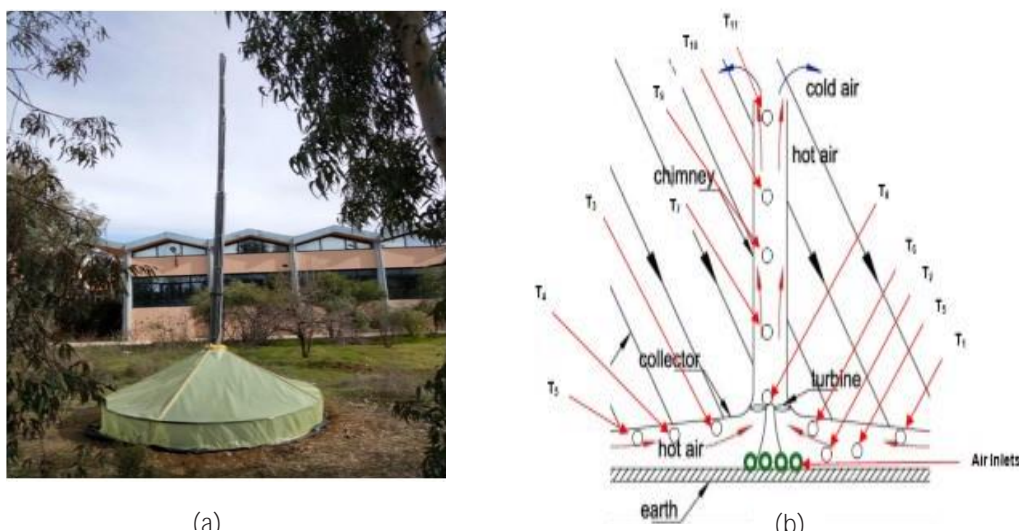 T11
T10
T9
cold air
hot air
chimney
T8
T3
T7
T6
T7
T4
T5
T1
collector
turbine
T5
hot air
Air Inlets
earth
(a)
(b)